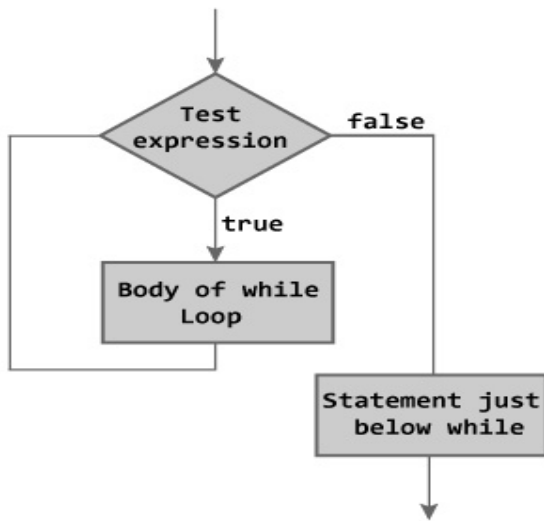 Test
expression
false
true
Body of while
Loop
Statement just
below while